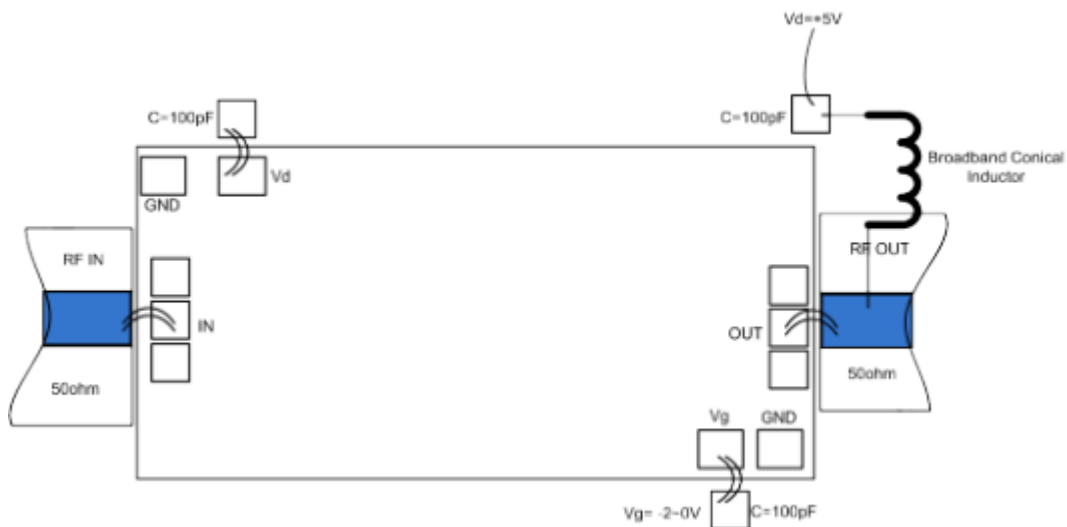 Vd=+5V
C=100pF
C=100pF
Broadband Conical
Inductor
Vd
GND
RF IN
RF OUT
IN
OUT
50ohm
50ohm
Vg
GND
Vg= -2~0V
C=100pF